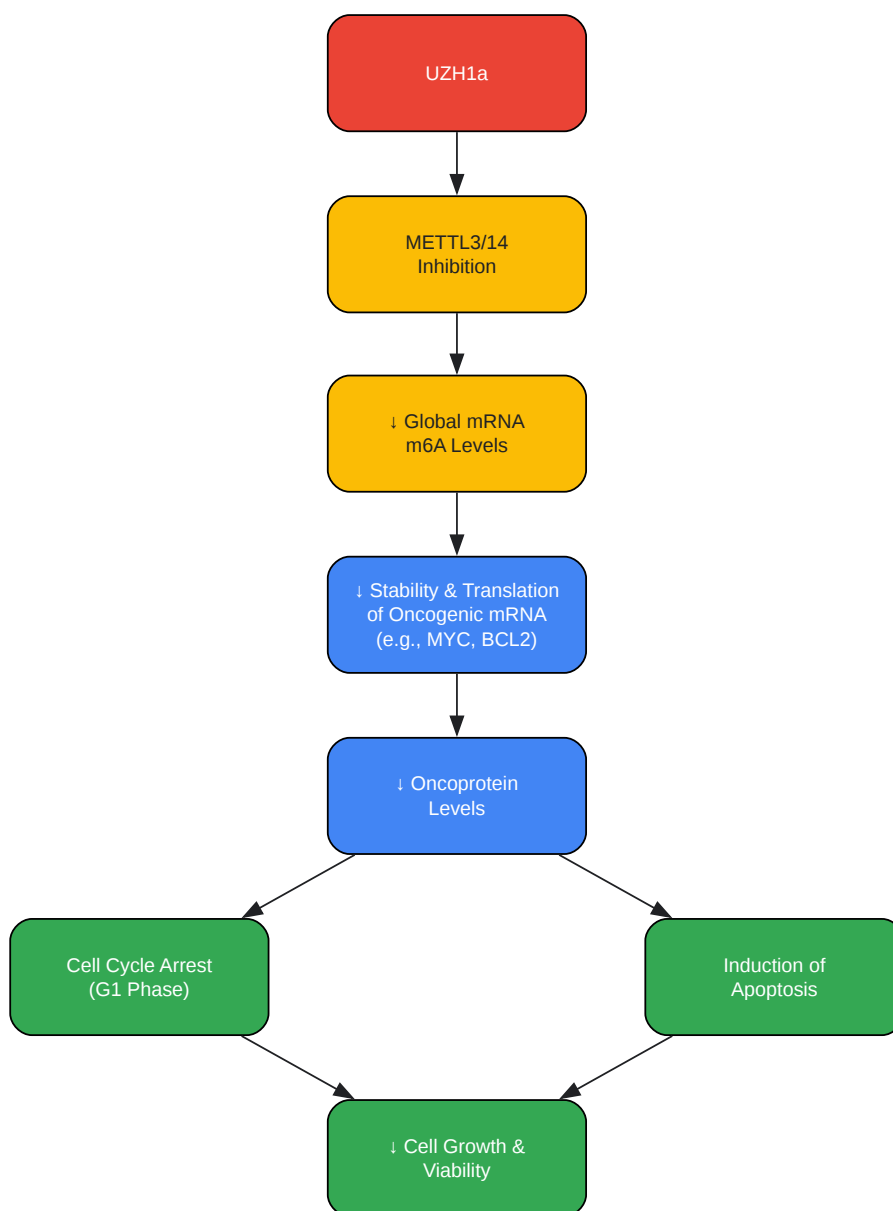 UZH1a
METTL3/14
Inhibition
↓ Global mRNA
m6A Levels
↓ Stability & Translation
of Oncogenic mRNA
(e.g., MYC, BCL2)
↓ Oncoprotein
Levels
Cell Cycle Arrest
(G1 Phase)
Induction of
Apoptosis
↓ Cell Growth &
Viability